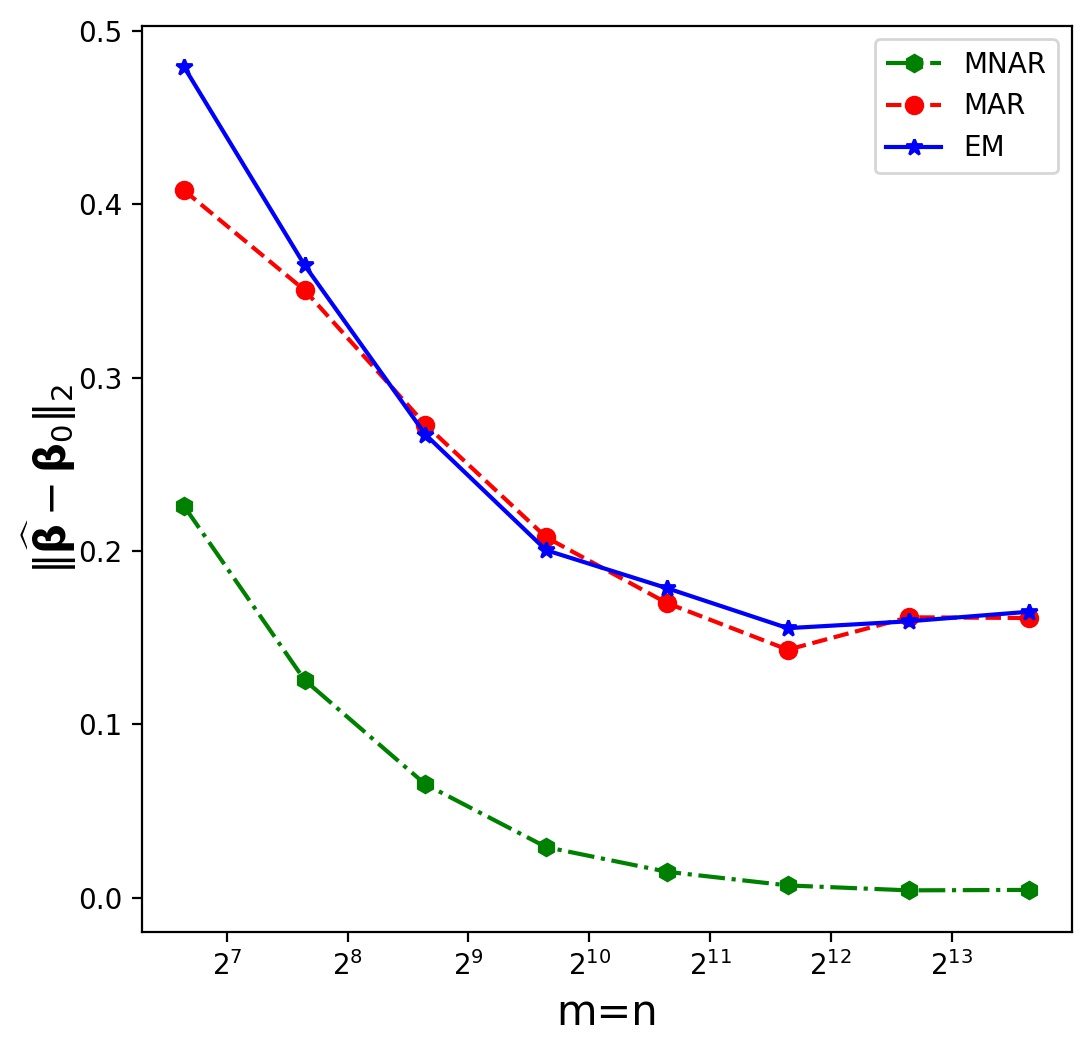 0.5
0.4
0.3
0.2
0.1
0.0
‖β̂ − β₀‖₂
2⁷ 2⁸ 2⁹ 2¹⁰ 2¹¹ 2¹² 2¹³
m=n
MNAR
MAR
EM